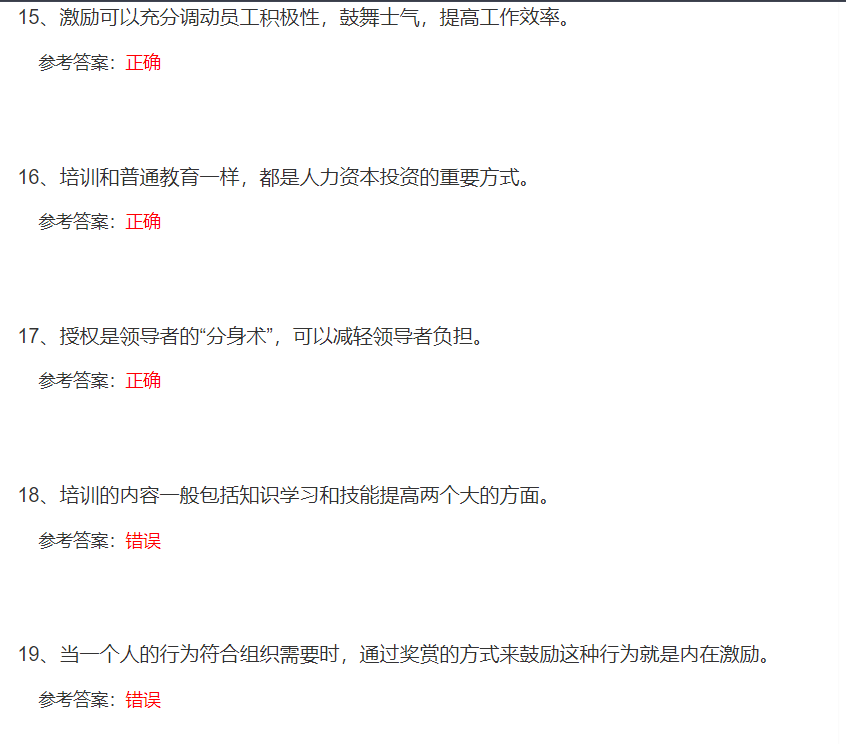 15、激励可以充分调动员工积极性，鼓舞士气，提高工作效率。
参考答案：正确
16、培训和普通教育一样，都是人力资本投资的重要方式。
参考答案：正确
17、授权是领导者的“分身术”，可以减轻领导者负担。
参考答案：正确
18、培训的内容一般包括知识学习和技能提高两个大的方面。
参考答案：错误
19、当一个人的行为符合组织需要时，通过奖赏的方式来鼓励这种行为就是内在激励。
参考答案：错误